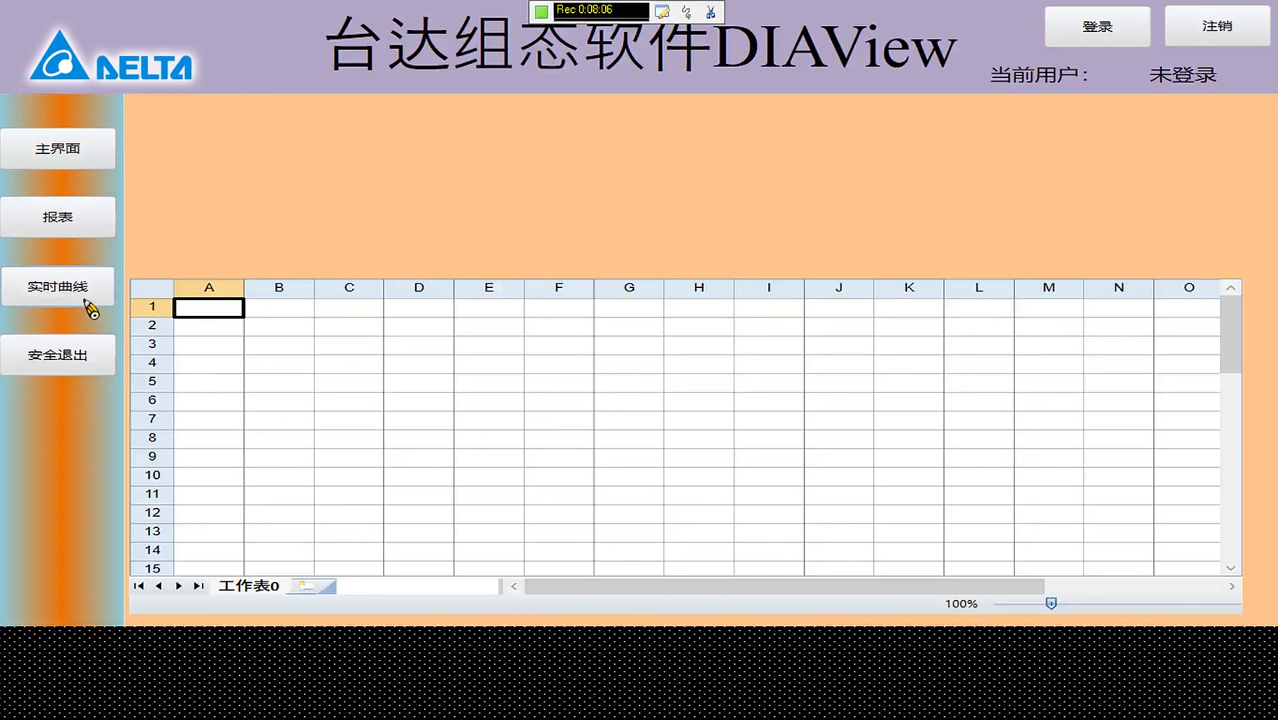 Rec 0:08:06
台达组态软件DIAView
DELTA
登录
注销
当前用户:
未登录
主界面
报表
实时曲线
安全退出
A B C D E F G H I J K L M N O
1
2
3
4
5
6
7
8
9
10
11
12
13
14
15
工作表0
100%